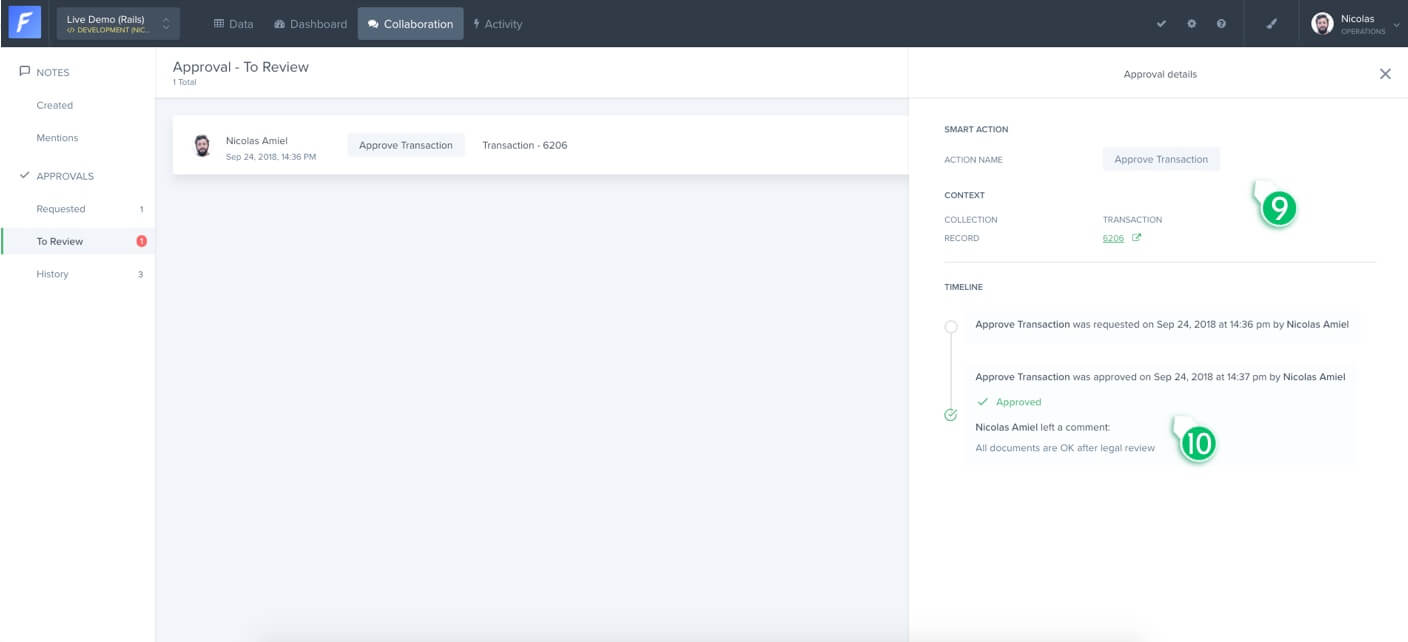 F
Live Demo (Rails)
</> DEVELOPMENT (NIC...
Data
Dashboard
Collaboration
Activity
Nicolas
OPERATIONS
NOTES
Created
Mentions
APPROVALS
Requested 1
To Review 1
History 3
Approval - To Review
1 Total
Nicolas Amiel
Sep 24, 2018, 14:36 PM
Approve Transaction
Transaction - 6206
Approval details
SMART ACTION
ACTION NAME Approve Transaction
CONTEXT
COLLECTION TRANSACTION
RECORD 6206
9
TIMELINE
Approve Transaction was requested on Sep 24, 2018 at 14:36 pm by Nicolas Amiel
Approve Transaction was approved on Sep 24, 2018 at 14:37 pm by Nicolas Amiel
Approved
Nicolas Amiel left a comment:
All documents are OK after legal review
10